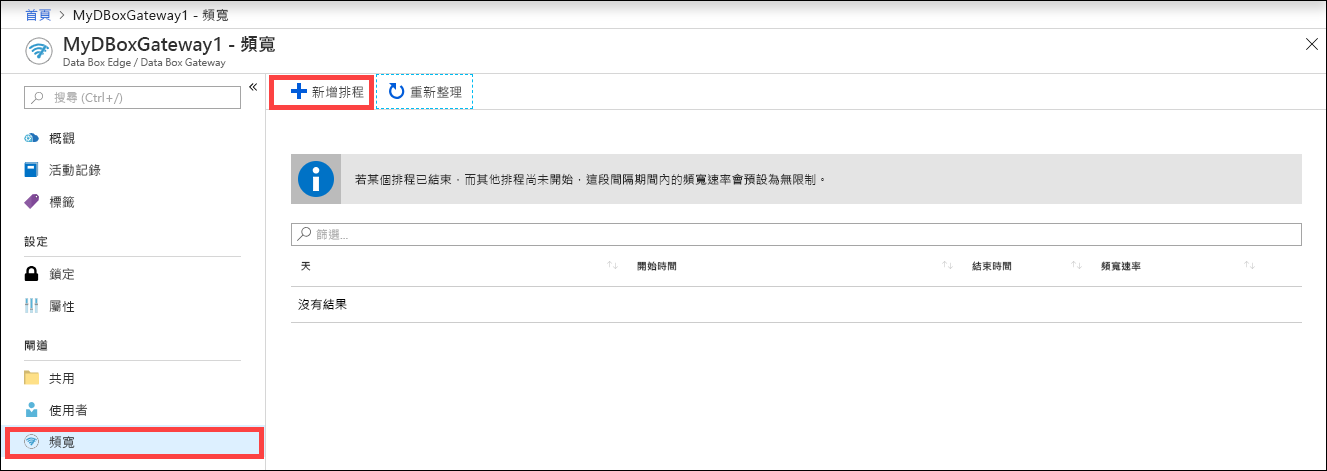 首頁 > MyDBoxGateway1 - 頻寬
MyDBoxGateway1 - 頻寬
Data Box Edge / Data Box Gateway
搜尋 (Ctrl+/)
概觀
活動記錄
標籤
設定
鎖定
屬性
閘道
共用
使用者
頻寬
新增排程 重新整理
若某個排程已結束，而其他排程尚未開始，這段間隔期間內的頻寬速率會預設為無限制。
篩選...
天 開始時間 結束時間 頻寬速率
沒有結果